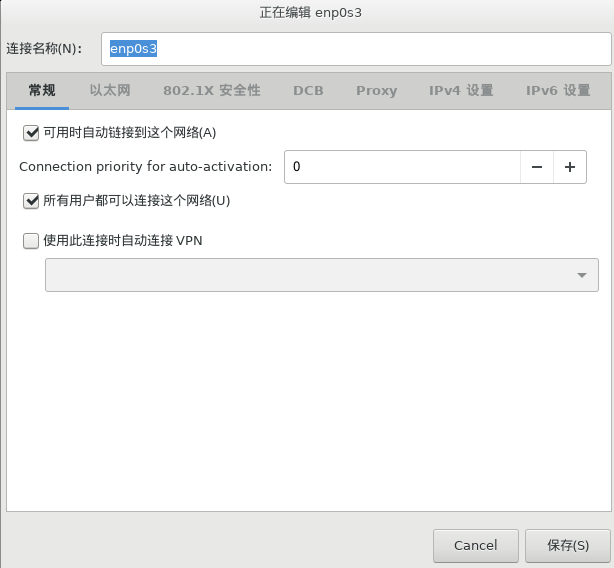 正在编辑 enp0s3
连接名称(N): enp0s3
常规 以太网 802.1X 安全性 DCB Proxy IPv4 设置 IPv6 设置
可用时自动链接到这个网络(A)
Connection priority for auto-activation: 0 − +
所有用户都可以连接这个网络(U)
使用此连接时自动连接 VPN
Cancel 保存(S)